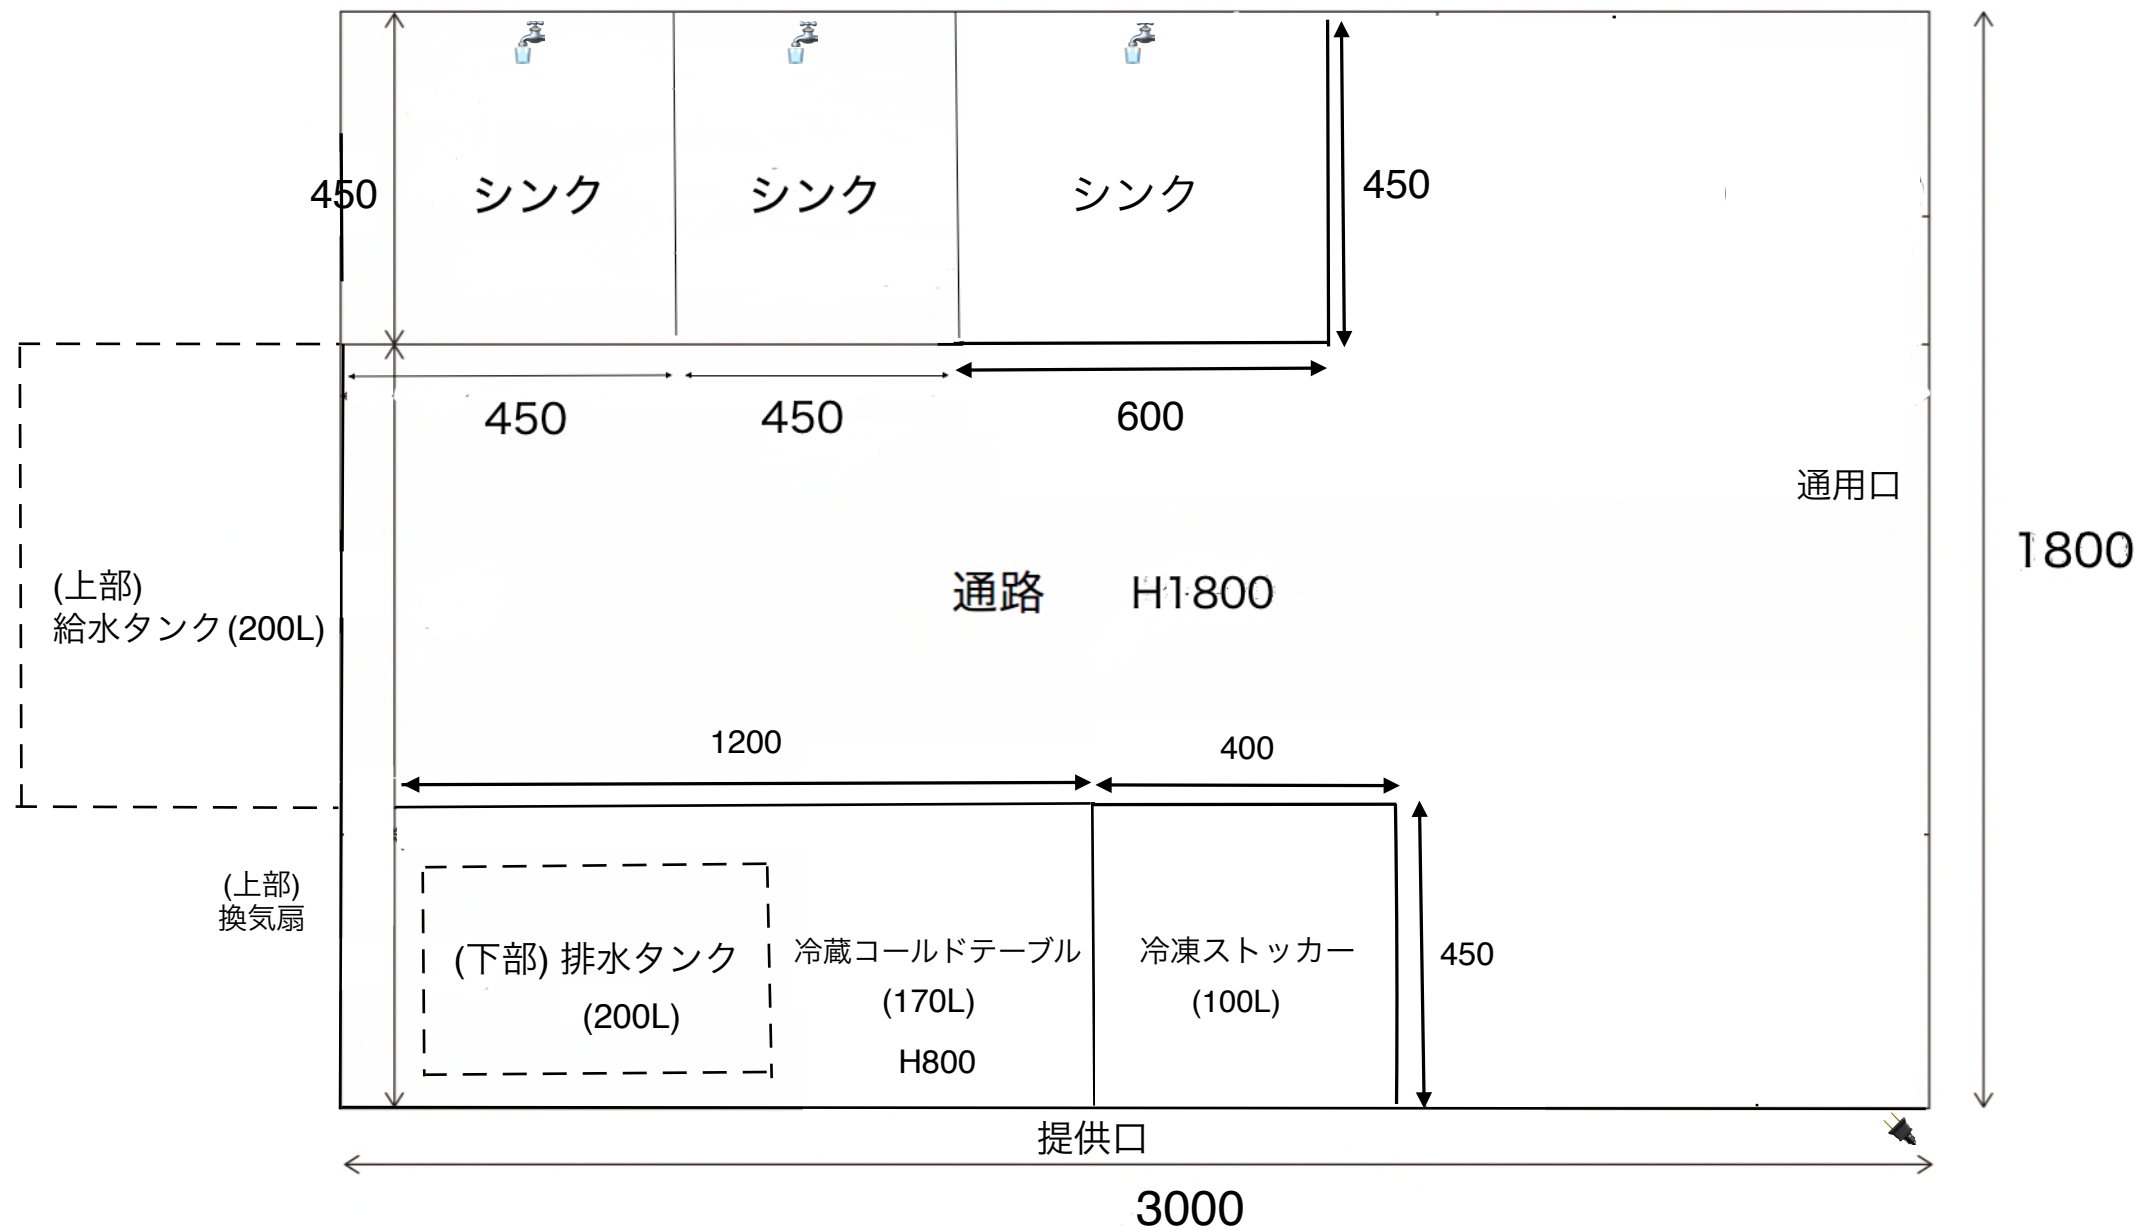 450
シンク
シンク
シンク
450
450
450
600
通用口
1800
(上部)
給水タンク(200L)
通路 H1800
1200
400
(上部)
換気扇
(下部) 排水タンク
(200L)
冷蔵コールドテーブル
(170L)
H800
冷凍ストッカー
(100L)
450
提供口
3000